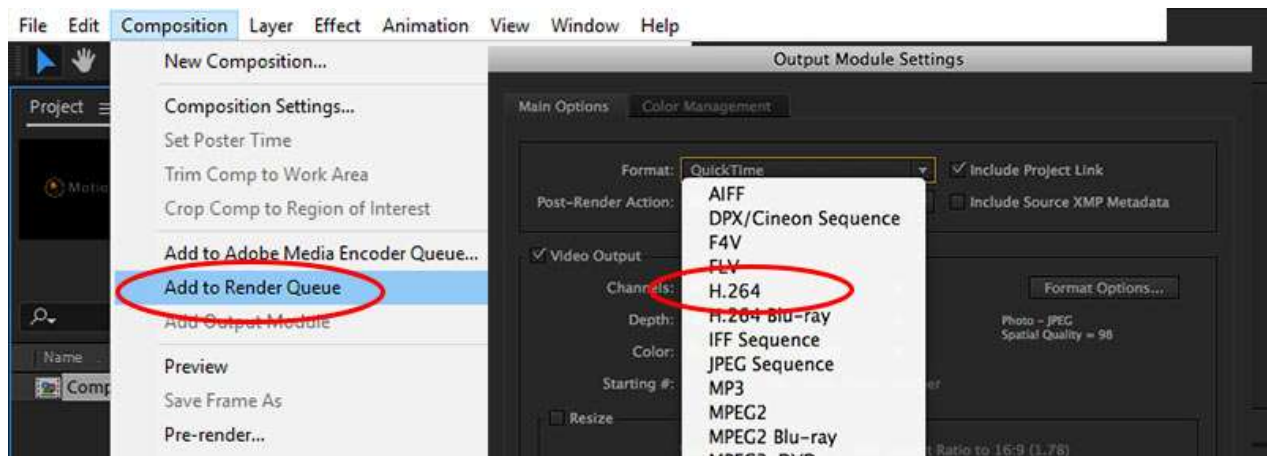 File Edit Composition Layer Effect Animation View Window Help
New Composition...
Composition Settings...
Set Poster Time
Trim Comp to Work Area
Crop Comp to Region of Interest
Add to Adobe Media Encoder Queue...
Add to Render Queue
Add Output Module
Preview
Save Frame As
Pre-render...
Project
Motio
Name
Comp
Output Module Settings
Main Options Color Management
Format: QuickTime Include Project Link
Post-Render Action: Include Source XMP Metadata
AIFF
DPX/Cineon Sequence
F4V
FLV
H.264
H.264 Blu-ray
IFF Sequence
JPEG Sequence
MP3
MPEG2
MPEG2 Blu-ray
Video Output
Channels:
Depth:
Color:
Starting #:
Format Options...
Photo - JPEG
Spatial Quality = 98
Resize
Ratio to 16:9 (1.78)